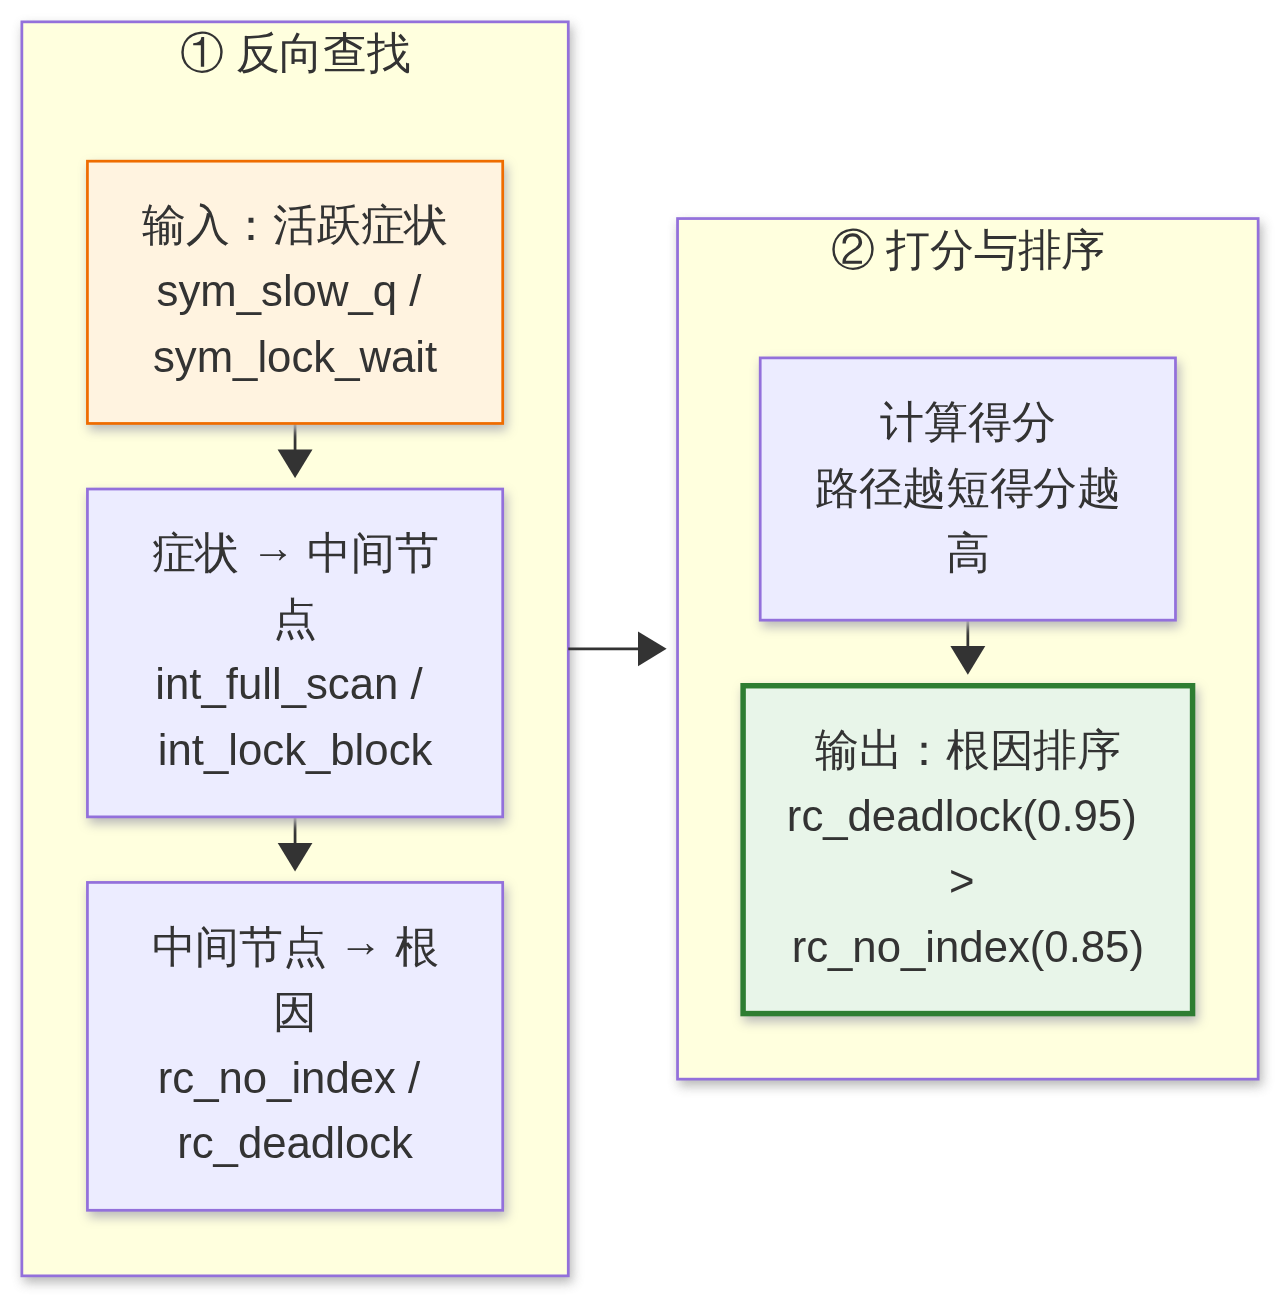 ① 反向查找
输入：活跃症状
sym_slow_q /
sym_lock_wait
症状 → 中间节
点
int_full_scan /
int_lock_block
中间节点 → 根
因
rc_no_index /
rc_deadlock
② 打分与排序
计算得分
路径越短得分越
高
输出：根因排序
rc_deadlock(0.95)
>
rc_no_index(0.85)